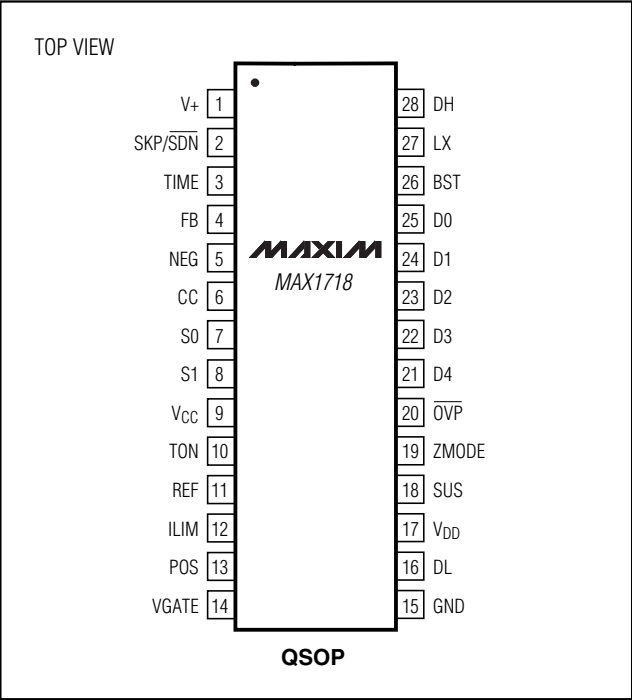 TOP VIEW
V+ 1
SKP/S̅D̅N̅ 2
TIME 3
FB 4
NEG 5
CC 6
S0 7
S1 8
VCC 9
TON 10
REF 11
ILIM 12
POS 13
VGATE 14
MAXIM
MAX1718
28 DH
27 LX
26 BST
25 D0
24 D1
23 D2
22 D3
21 D4
20 O̅V̅P̅
19 ZMODE
18 SUS
17 VDD
16 DL
15 GND
QSOP